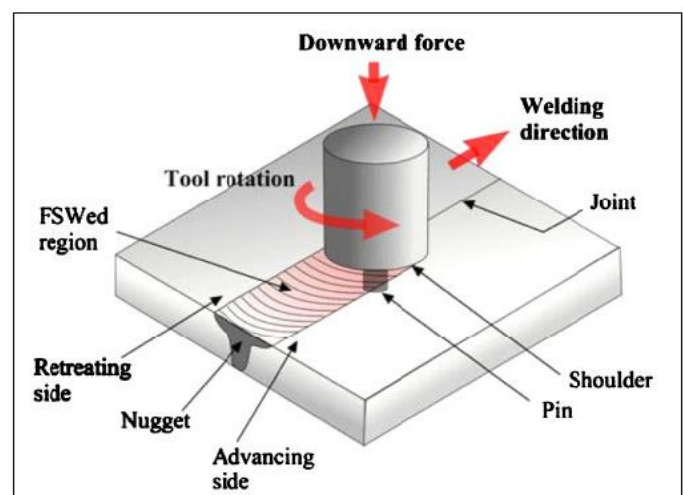 Downward force
Welding
direction
Tool rotation
FSWed
region
Joint
Retreating
side
Nugget
Advancing
side
Shoulder
Pin